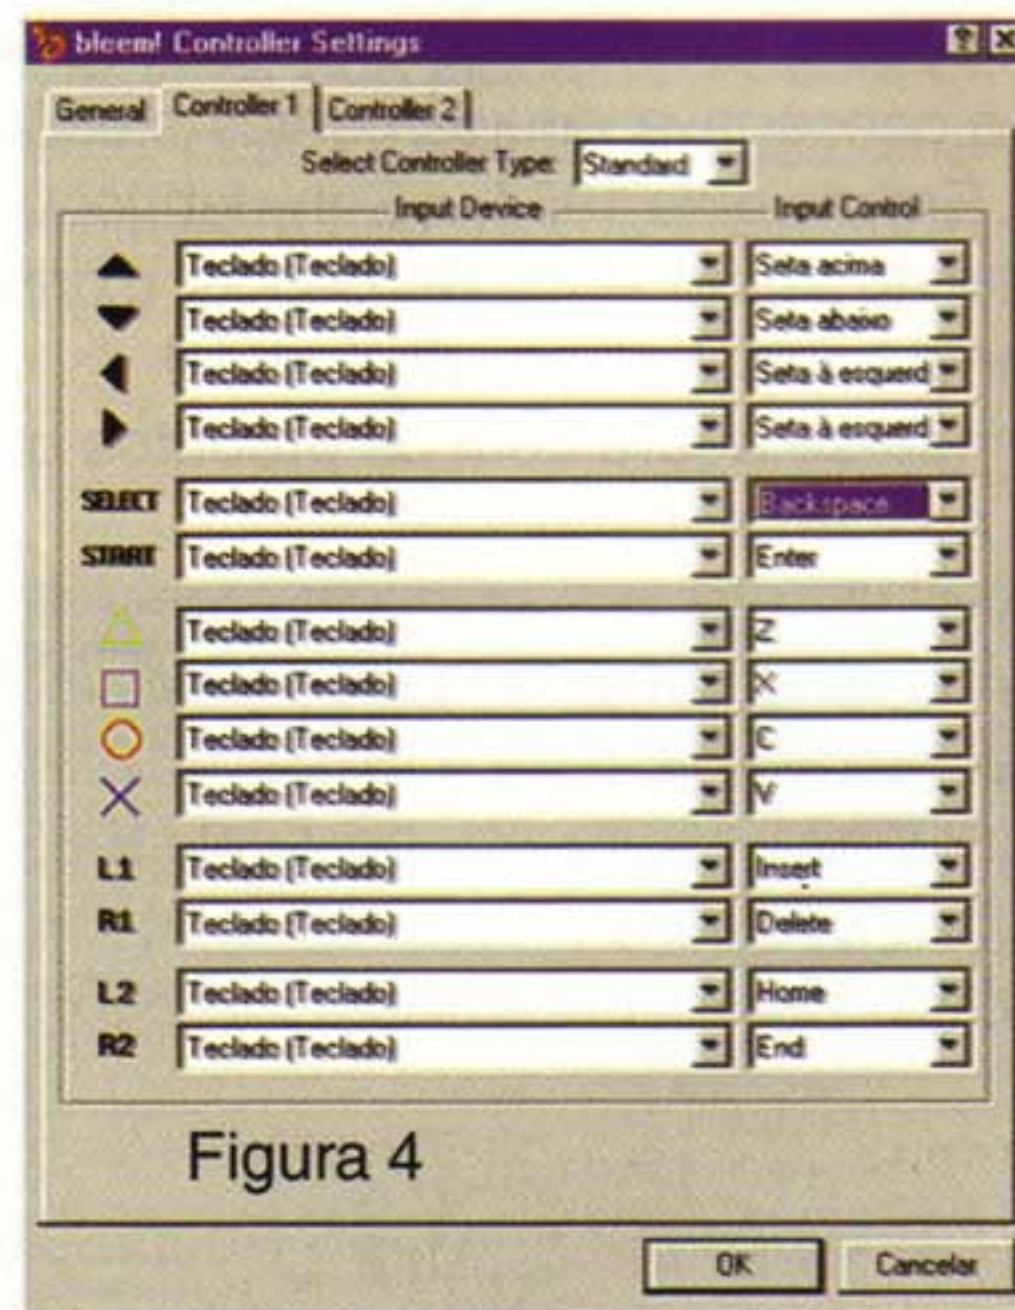 bleem! Controller Settings
General Controller 1 Controller 2
Select Controller Type: Standard
Input Device Input Control
Teclado (Teclado) Seta acima
Teclado (Teclado) Seta abaixo
Teclado (Teclado) Seta à esquerd
Teclado (Teclado) Seta à esquerd
SELECT Teclado (Teclado) Backspace
START Teclado (Teclado) Enter
Teclado (Teclado) Z
Teclado (Teclado) X
Teclado (Teclado) C
Teclado (Teclado) V
L1 Teclado (Teclado) Insert
R1 Teclado (Teclado) Delete
L2 Teclado (Teclado) Home
R2 Teclado (Teclado) End
Figura 4
OK Cancelar